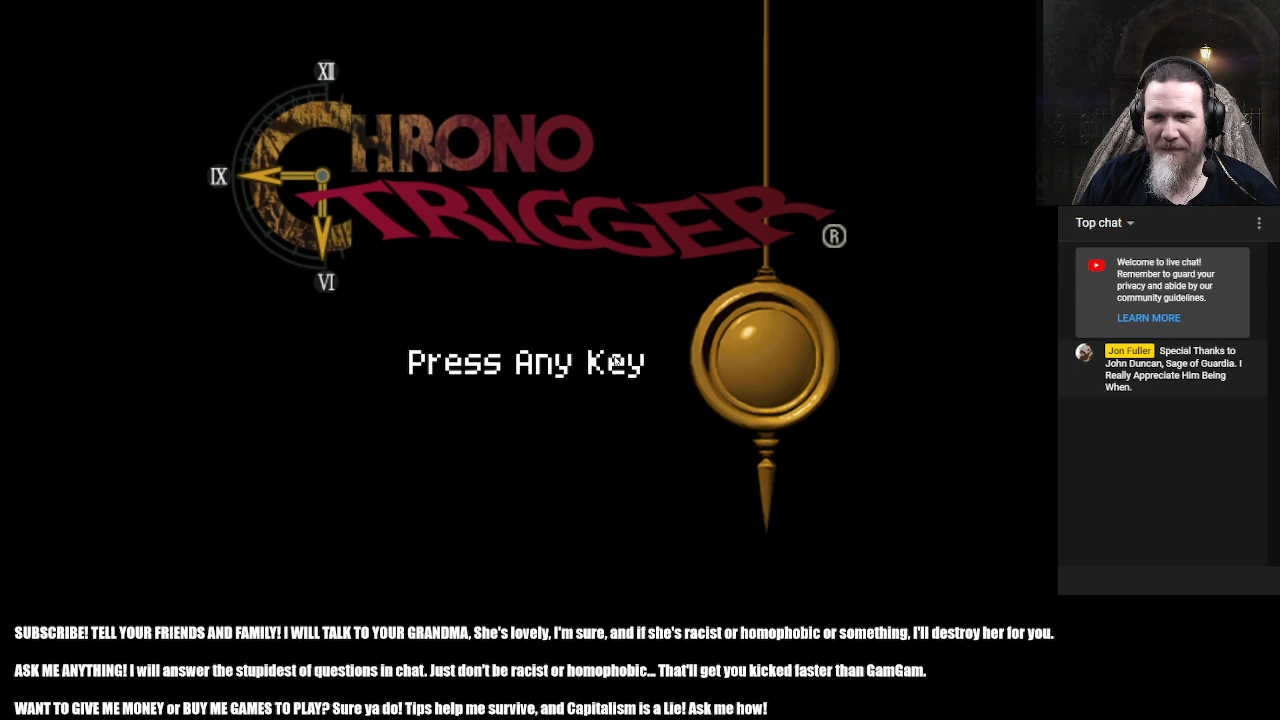 XII
CHRONO
IX
TRIGGER
®
VI
Press Any Key
Top chat
Welcome to live chat!
Remember to guard your
privacy and abide by our
community guidelines.
LEARN MORE
Jon Fuller Special Thanks to
John Duncan, Sage of Guardia. I
Really Appreciate Him Being
When.
SUBSCRIBE! TELL YOUR FRIENDS AND FAMILY! I WILL TALK TO YOUR GRANDMA, She's lovely, I'm sure, and if she's racist or homophobic or something, I'll destroy her for you.
ASK ME ANYTHING! I will answer the stupidest of questions in chat. Just don't be racist or homophobic... That'll get you kicked faster than GamGam.
WANT TO GIVE ME MONEY or BUY ME GAMES TO PLAY? Sure ya do! Tips help me survive, and Capitalism is a Lie! Ask me how!